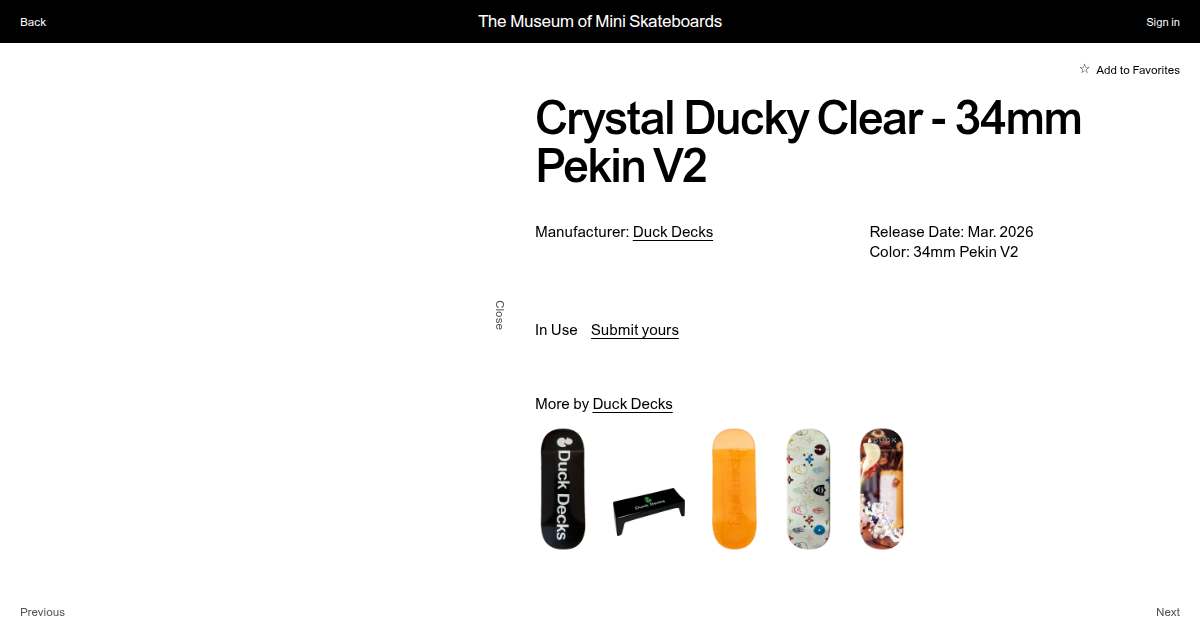 Back
The Museum of Mini Skateboards
Sign in
☆ Add to Favorites
Crystal Ducky Clear - 34mm
Pekin V2
Manufacturer: Duck Decks
Release Date: Mar. 2026
Color: 34mm Pekin V2
Close
In Use Submit yours
More by Duck Decks
Duck Decks
Duck Decks
Previous
Next